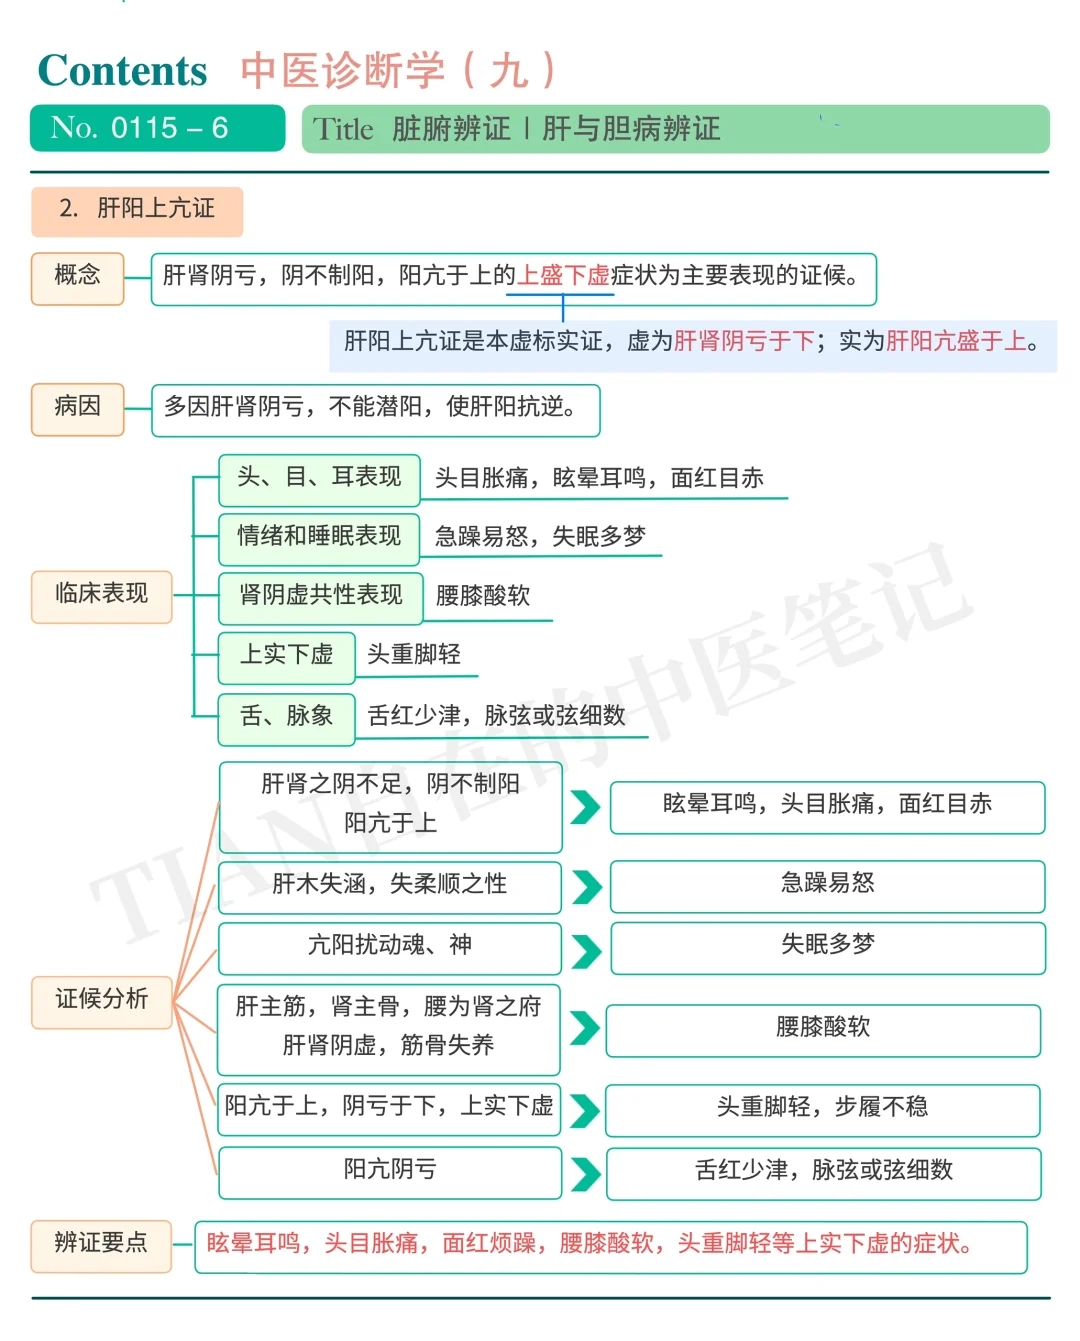 Contents 中医诊断学（九）
No. 0115 – 6
Title 脏腑辨证丨肝与胆病辨证
2. 肝阳上亢证
概念
肝肾阴亏，阴不制阳，阳亢于上的上盛下虚症状为主要表现的证候。
肝阳上亢证是本虚标实证，虚为肝肾阴亏于下；实为肝阳亢盛于上。
病因
多因肝肾阴亏，不能潜阳，使肝阳抗逆。
临床表现
头、目、耳表现
头目胀痛，眩晕耳鸣，面红目赤
情绪和睡眠表现
急躁易怒，失眠多梦
肾阴虚共性表现
腰膝酸软
上实下虚
头重脚轻
舌、脉象
舌红少津，脉弦或弦细数
证候分析
肝肾之阴不足，阴不制阳
阳亢于上
眩晕耳鸣，头目胀痛，面红目赤
肝木失涵，失柔顺之性
急躁易怒
亢阳扰动魂、神
失眠多梦
肝主筋，肾主骨，腰为肾之府
肝肾阴虚，筋骨失养
腰膝酸软
阳亢于上，阴亏于下，上实下虚
头重脚轻，步履不稳
阳亢阴亏
舌红少津，脉弦或弦细数
辨证要点
眩晕耳鸣，头目胀痛，面红烦躁，腰膝酸软，头重脚轻等上实下虚的症状。
TIAN自在的中医笔记